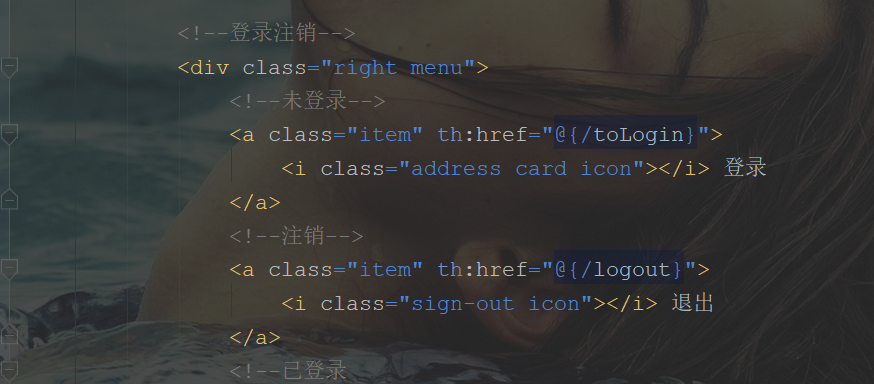 <!--登录注销-->
<div class="right menu">
<!--未登录-->
<a class="item" th:href="@{/toLogin}">
<i class="address card icon"></i> 登录
</a>
<!--注销-->
<a class="item" th:href="@{/logout}">
<i class="sign-out icon"></i> 退出
</a>
<!--已登录